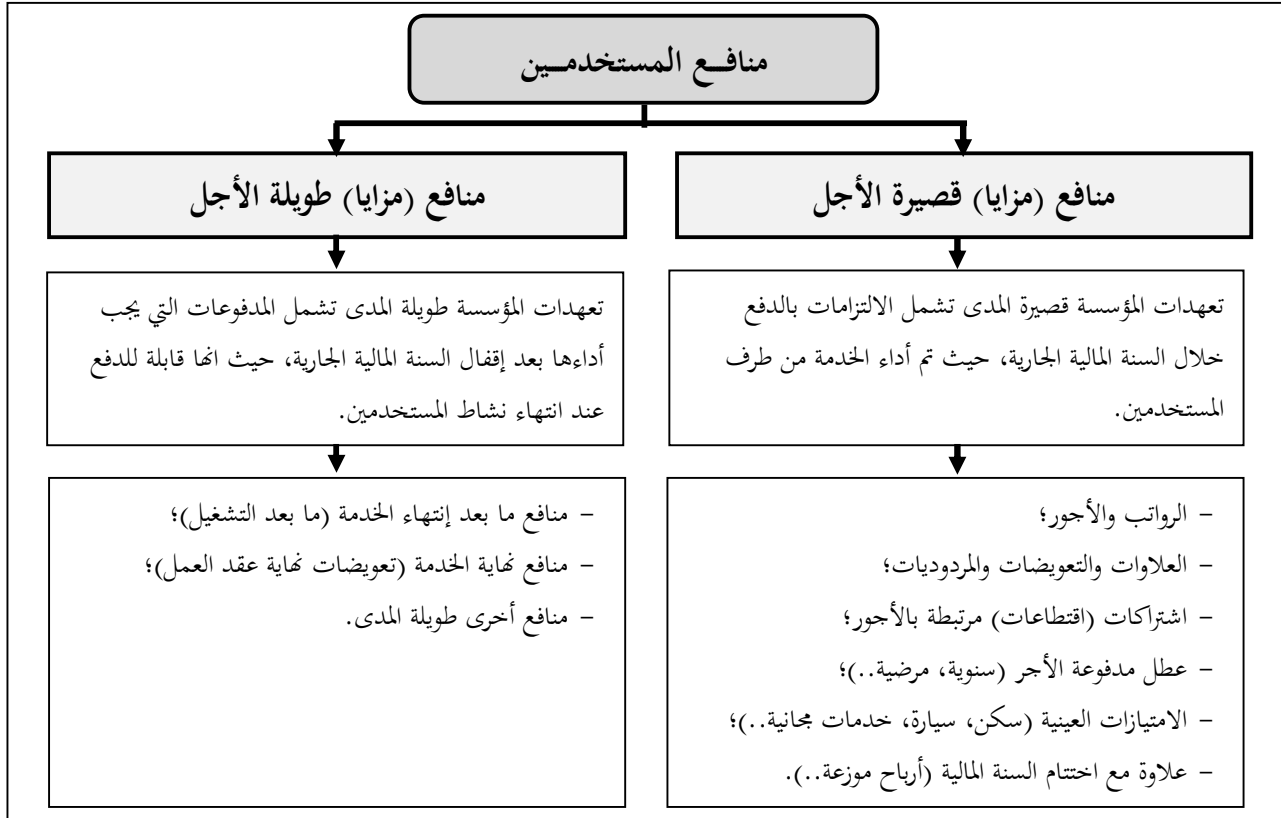 منافــع المستخدمــين
منافع (مزايا) قصيرة الأجل
تعهدات المؤسسة قصيرة المدى تشمل الالتزامات بالدفع
خلال السنة المالية الجارية، حيث تم أداء الخدمة من طرف
المستخدمين.
– الرواتب والأجور؛
– العلاوات والتعويضات والمردوديات؛
– اشتراكات (اقتطاعات) مرتبطة بالأجور؛
– عطل مدفوعة الأجر (سنوية، مرضية..)؛
– الامتيازات العينية (سكن، سيارة، خدمات مجانية..)؛
– علاوة مع اختتام السنة المالية (أرباح موزعة..).
منافع (مزايا) طويلة الأجل
تعهدات المؤسسة طويلة المدى تشمل المدفوعات التي يجب
أداءها بعد إقفال السنة المالية الجارية، حيث انها قابلة للدفع
عند انتهاء نشاط المستخدمين.
– منافع ما بعد إنتهاء الخدمة (ما بعد التشغيل)؛
– منافع نهاية الخدمة (تعويضات نهاية عقد العمل)؛
– منافع أخرى طويلة المدى.